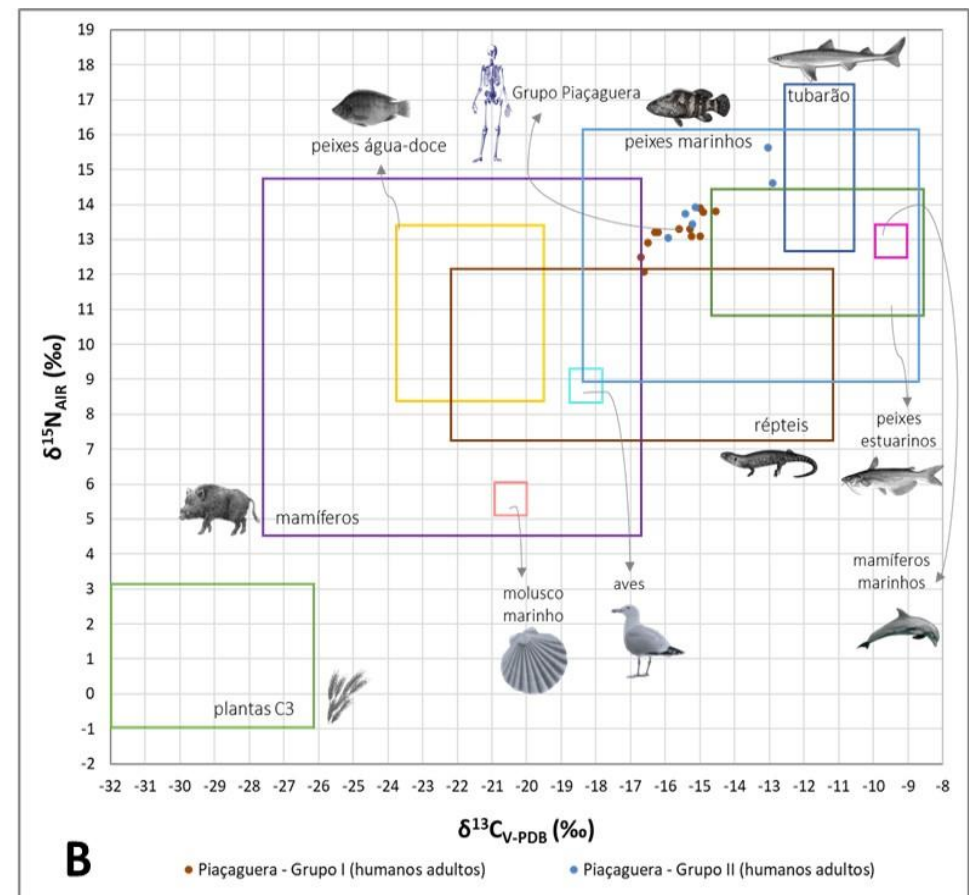 19
18
17
16
15
14
13
12
11
10
9
8
7
6
5
4
3
2
1
0
-1
-2
δ¹⁵N_AIR (‰)
Grupo Piaçaguera
tubarão
peixes água-doce
peixes marinhos
répteis
peixes
estuarinos
mamíferos
mamíferos
marinhos
molusco
marinho
aves
plantas C3
-32 -31 -30 -29 -28 -27 -26 -25 -24 -23 -22 -21 -20 -19 -18 -17 -16 -15 -14 -13 -12 -11 -10 -9 -8
δ¹³C_V-PDB (‰)
B
Piaçaguera - Grupo I (humanos adultos)
Piaçaguera - Grupo II (humanos adultos)